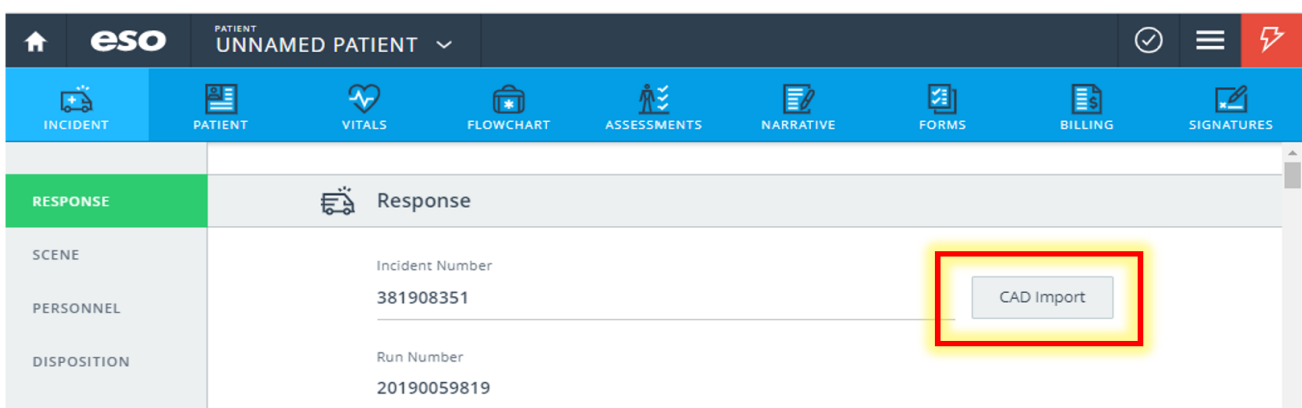 eso
PATIENT
UNNAMED PATIENT
INCIDENT PATIENT VITALS FLOWCHART ASSESSMENTS NARRATIVE FORMS BILLING SIGNATURES
RESPONSE
Response
SCENE
Incident Number
381908351
CAD Import
PERSONNEL
DISPOSITION
Run Number
20190059819